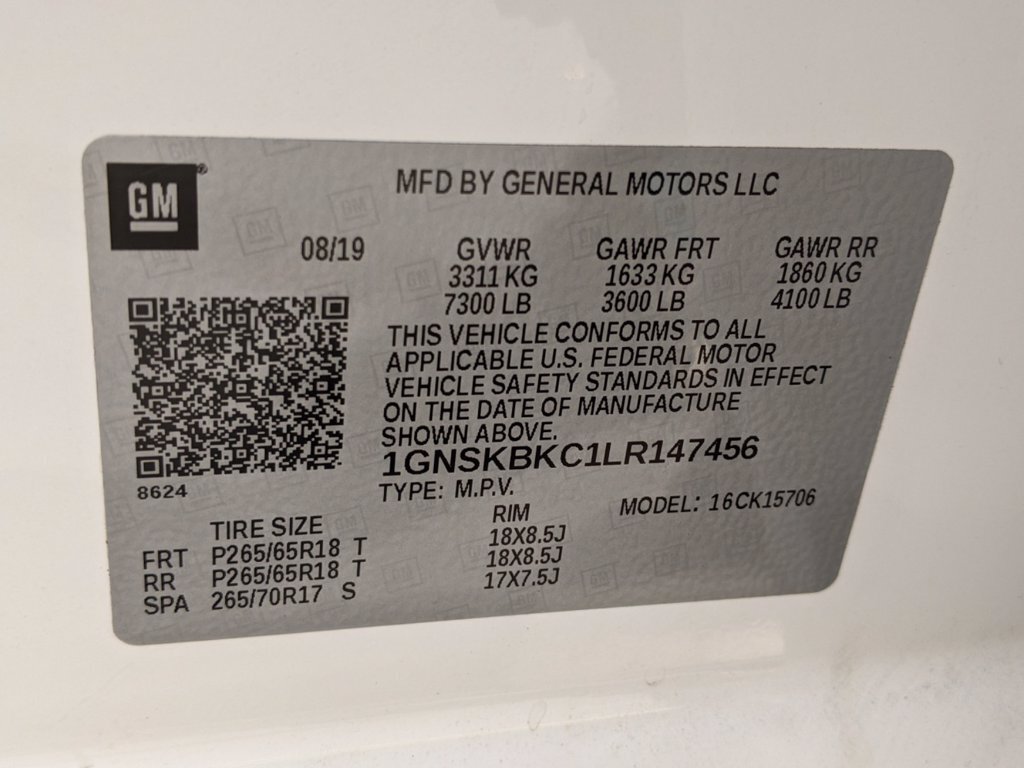 GM®
MFD BY GENERAL MOTORS LLC
08/19 GVWR GAWR FRT GAWR RR
3311 KG 1633 KG 1860 KG
7300 LB 3600 LB 4100 LB
THIS VEHICLE CONFORMS TO ALL
APPLICABLE U.S. FEDERAL MOTOR
VEHICLE SAFETY STANDARDS IN EFFECT
ON THE DATE OF MANUFACTURE
SHOWN ABOVE.
1GNSKBKC1LR147456
8624
TYPE: M.P.V. MODEL: 16CK15706
TIRE SIZE RIM
FRT P265/65R18 T 18X8.5J
RR P265/65R18 T 18X8.5J
SPA 265/70R17 S 17X7.5J